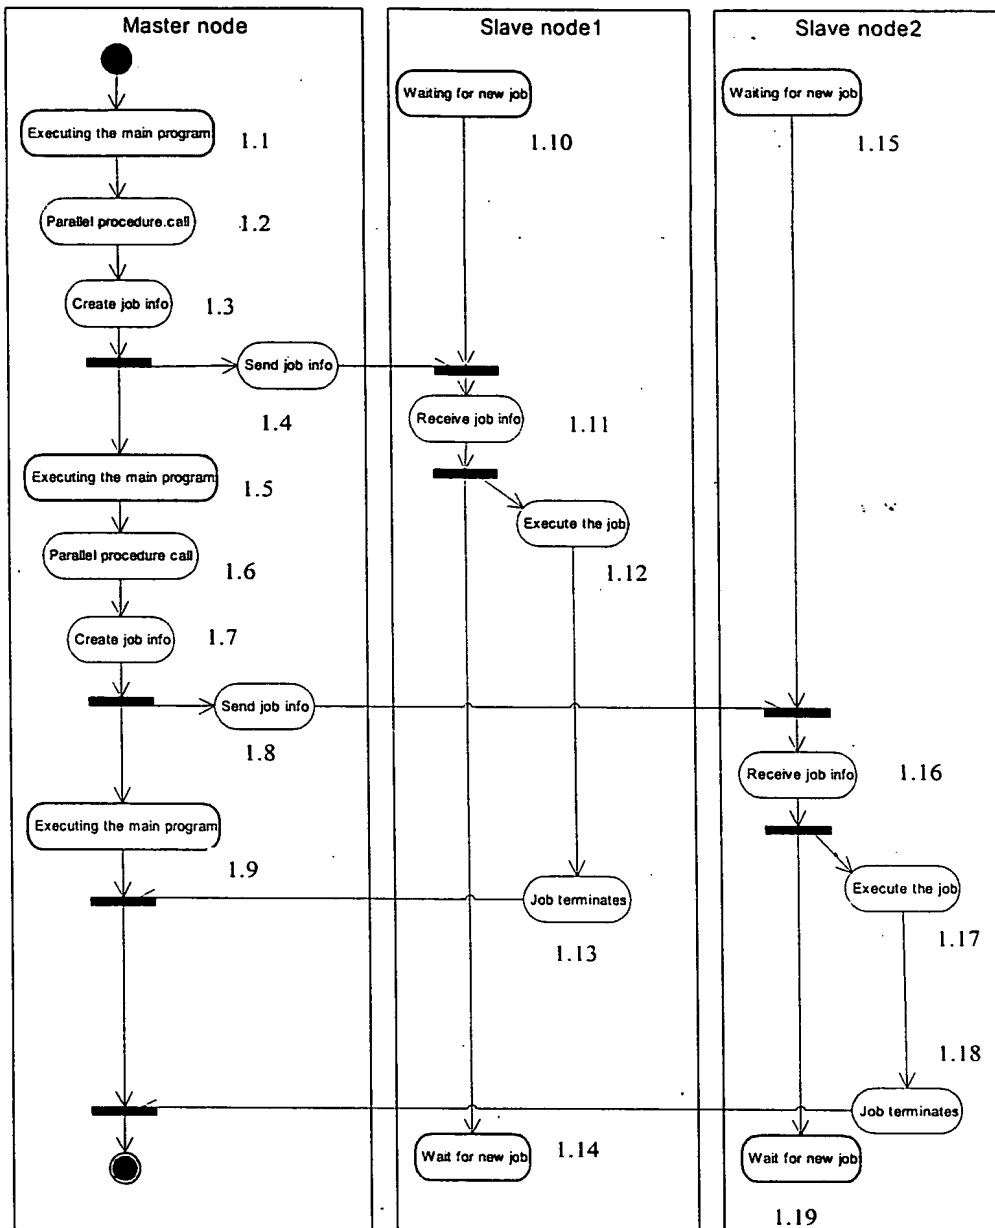 Master node
Executing the main program
1.1
Parallel procedure.call
1.2
Create job info
1.3
Send job info
1.4
Executing the main program
1.5
Parallel procedure call
1.6
Create job info
1.7
Send job info
1.8
Executing the main program
1.9
Slave node1
Waiting for new job
1.10
Receive job info
1.11
Execute the job
1.12
Job terminates
1.13
Wait for new job
1.14
Slave node2
Waiting for new job
1.15
Receive job info
1.16
Execute the job
1.17
1.18
Job terminates
Wait for new job
1.19